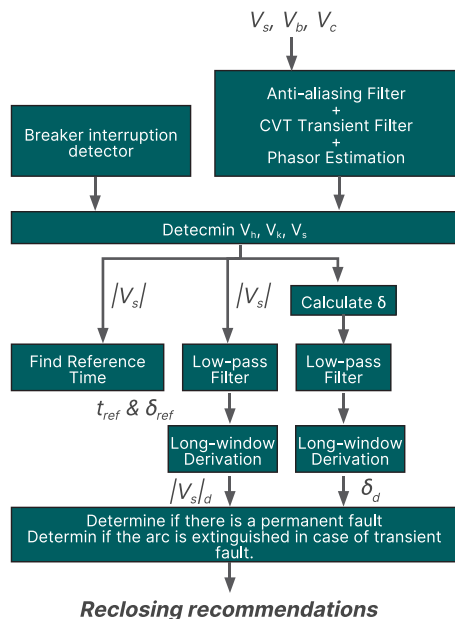 Vs, Vb, Vc
Anti-aliasing Filter
+
CVT Transient Filter
+
Phasor Estimation
Breaker interruption
detector
Detecmin Vh, Vk, Vs
|Vs|
|Vs|
Calculate δ
Find Reference
Time
Low-pass
Filter
Low-pass
Filter
tref & δref
Long-window
Derivation
Long-window
Derivation
|Vs|d
δd
Determine if there is a permanent fault
Determin if the arc is extinguished in case of transient
fault.
Reclosing recommendations